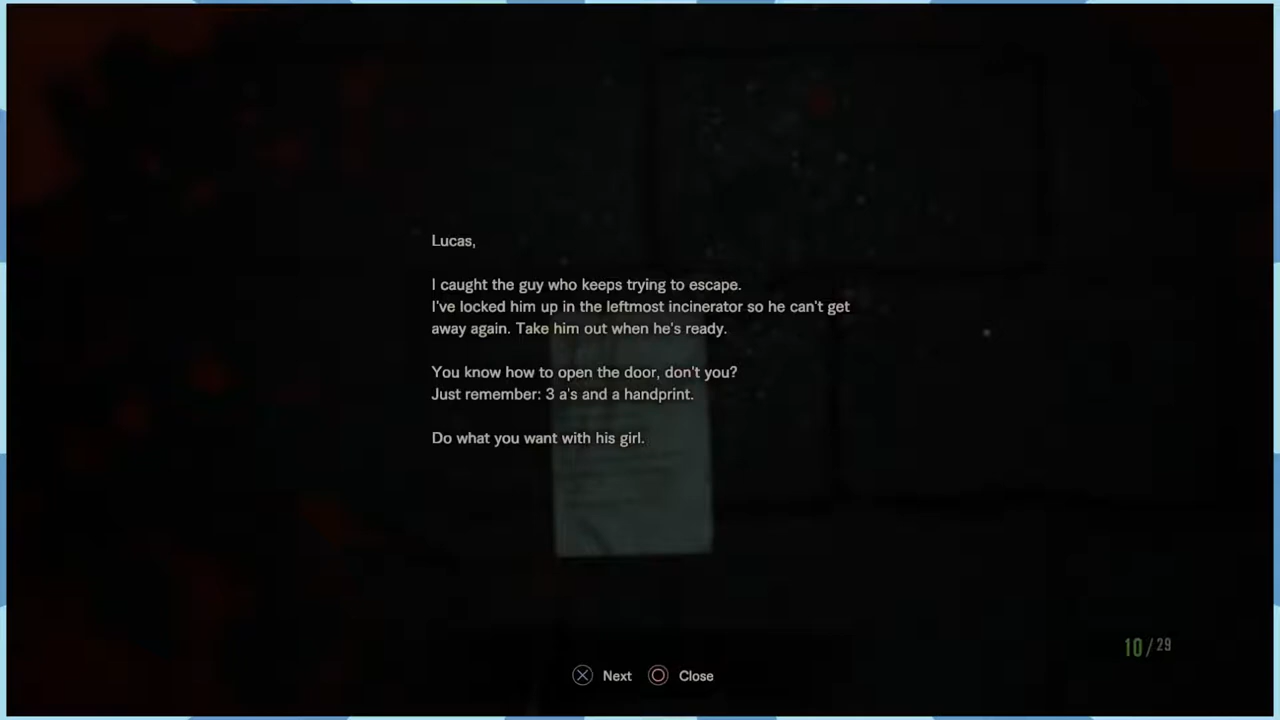 Lucas,
I caught the guy who keeps trying to escape.
I've locked him up in the leftmost incinerator so he can't get
away again. Take him out when he's ready.
You know how to open the door, don't you?
Just remember: 3 a's and a handprint.
Do what you want with his girl.
10/29
Next Close